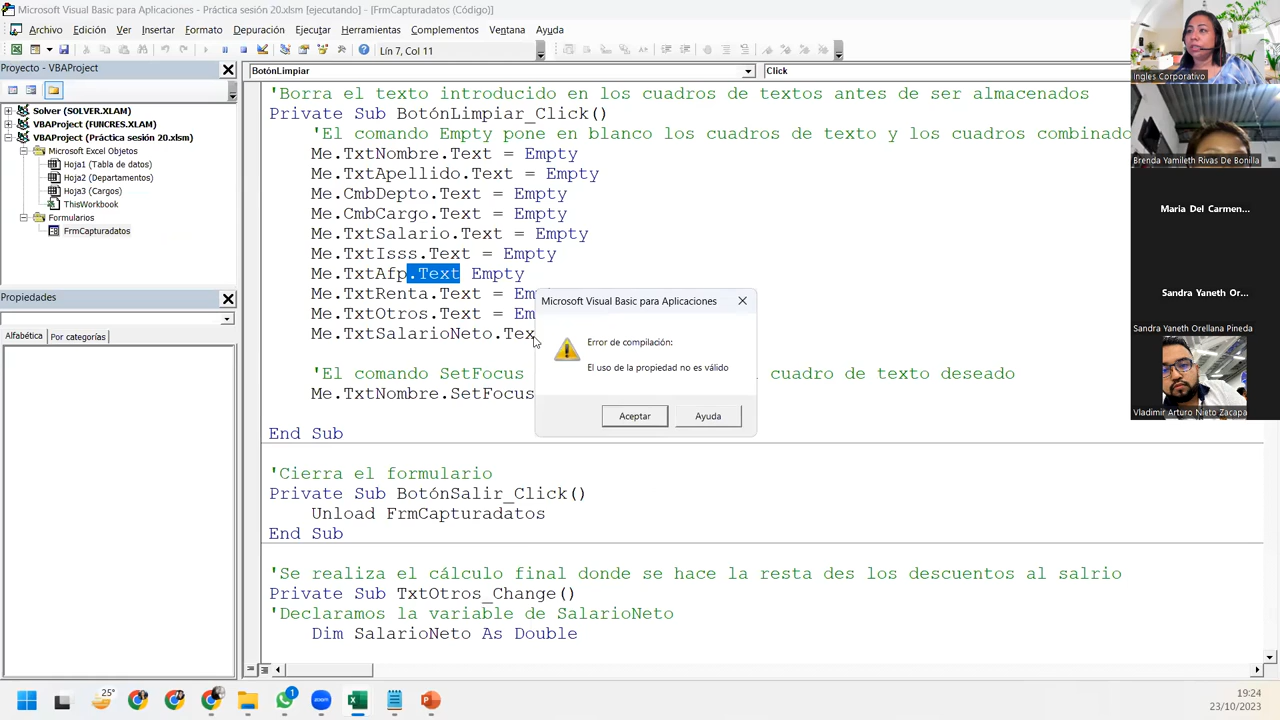 Microsoft Visual Basic para Aplicaciones - Práctica sesión 20.xlsm [ejecutando] - [FrmCapturadatos (Código)]
Archivo Edición Ver Insertar Formato Depuración Ejecutar Herramientas Complementos Ventana Ayuda
Lín 7, Col 11
Proyecto - VBAProject
Solver (SOLVER.XLAM)
VBAProject (FUNCRES.XLAM)
VBAProject (Práctica sesión 20.xlsm)
Microsoft Excel Objetos
Hoja1 (Tabla de datos)
Hoja2 (Departamentos)
Hoja3 (Cargos)
ThisWorkbook
Formularios
FrmCapturadatos
Propiedades
Alfabética Por categorías
BotónLimpiar Click
'Borra el texto introducido en los cuadros de textos antes de ser almacenados
Private Sub BotónLimpiar_Click()
'El comando Empty pone en blanco los cuadros de texto y los cuadros combinado
Me.TxtNombre.Text = Empty
Me.TxtApellido.Text = Empty
Me.CmbDepto.Text = Empty
Me.CmbCargo.Text = Empty
Me.TxtSalario.Text = Empty
Me.TxtIsss.Text = Empty
Me.TxtAfp.Text Empty
Me.TxtRenta.Text = Em
Me.TxtOtros.Text = Em
Me.TxtSalarioNeto.Tex
'El comando SetFocus cuadro de texto deseado
Me.TxtNombre.SetFocus
End Sub
'Cierra el formulario
Private Sub BotónSalir_Click()
Unload FrmCapturadatos
End Sub
'Se realiza el cálculo final donde se hace la resta des los descuentos al salrio
Private Sub TxtOtros_Change()
'Declaramos la variable de SalarioNeto
Dim SalarioNeto As Double
Microsoft Visual Basic para Aplicaciones
Error de compilación:
El uso de la propiedad no es válido
Aceptar Ayuda
Ingles Corporativo
Brenda Yamileth Rivas De Bonilla
Maria Del Carmen...
Sandra Yaneth Or...
Sandra Yaneth Orellana Pineda
Vladimir Arturo Nieto Zacapa
25°
1
zoom
19:24
23/10/2023